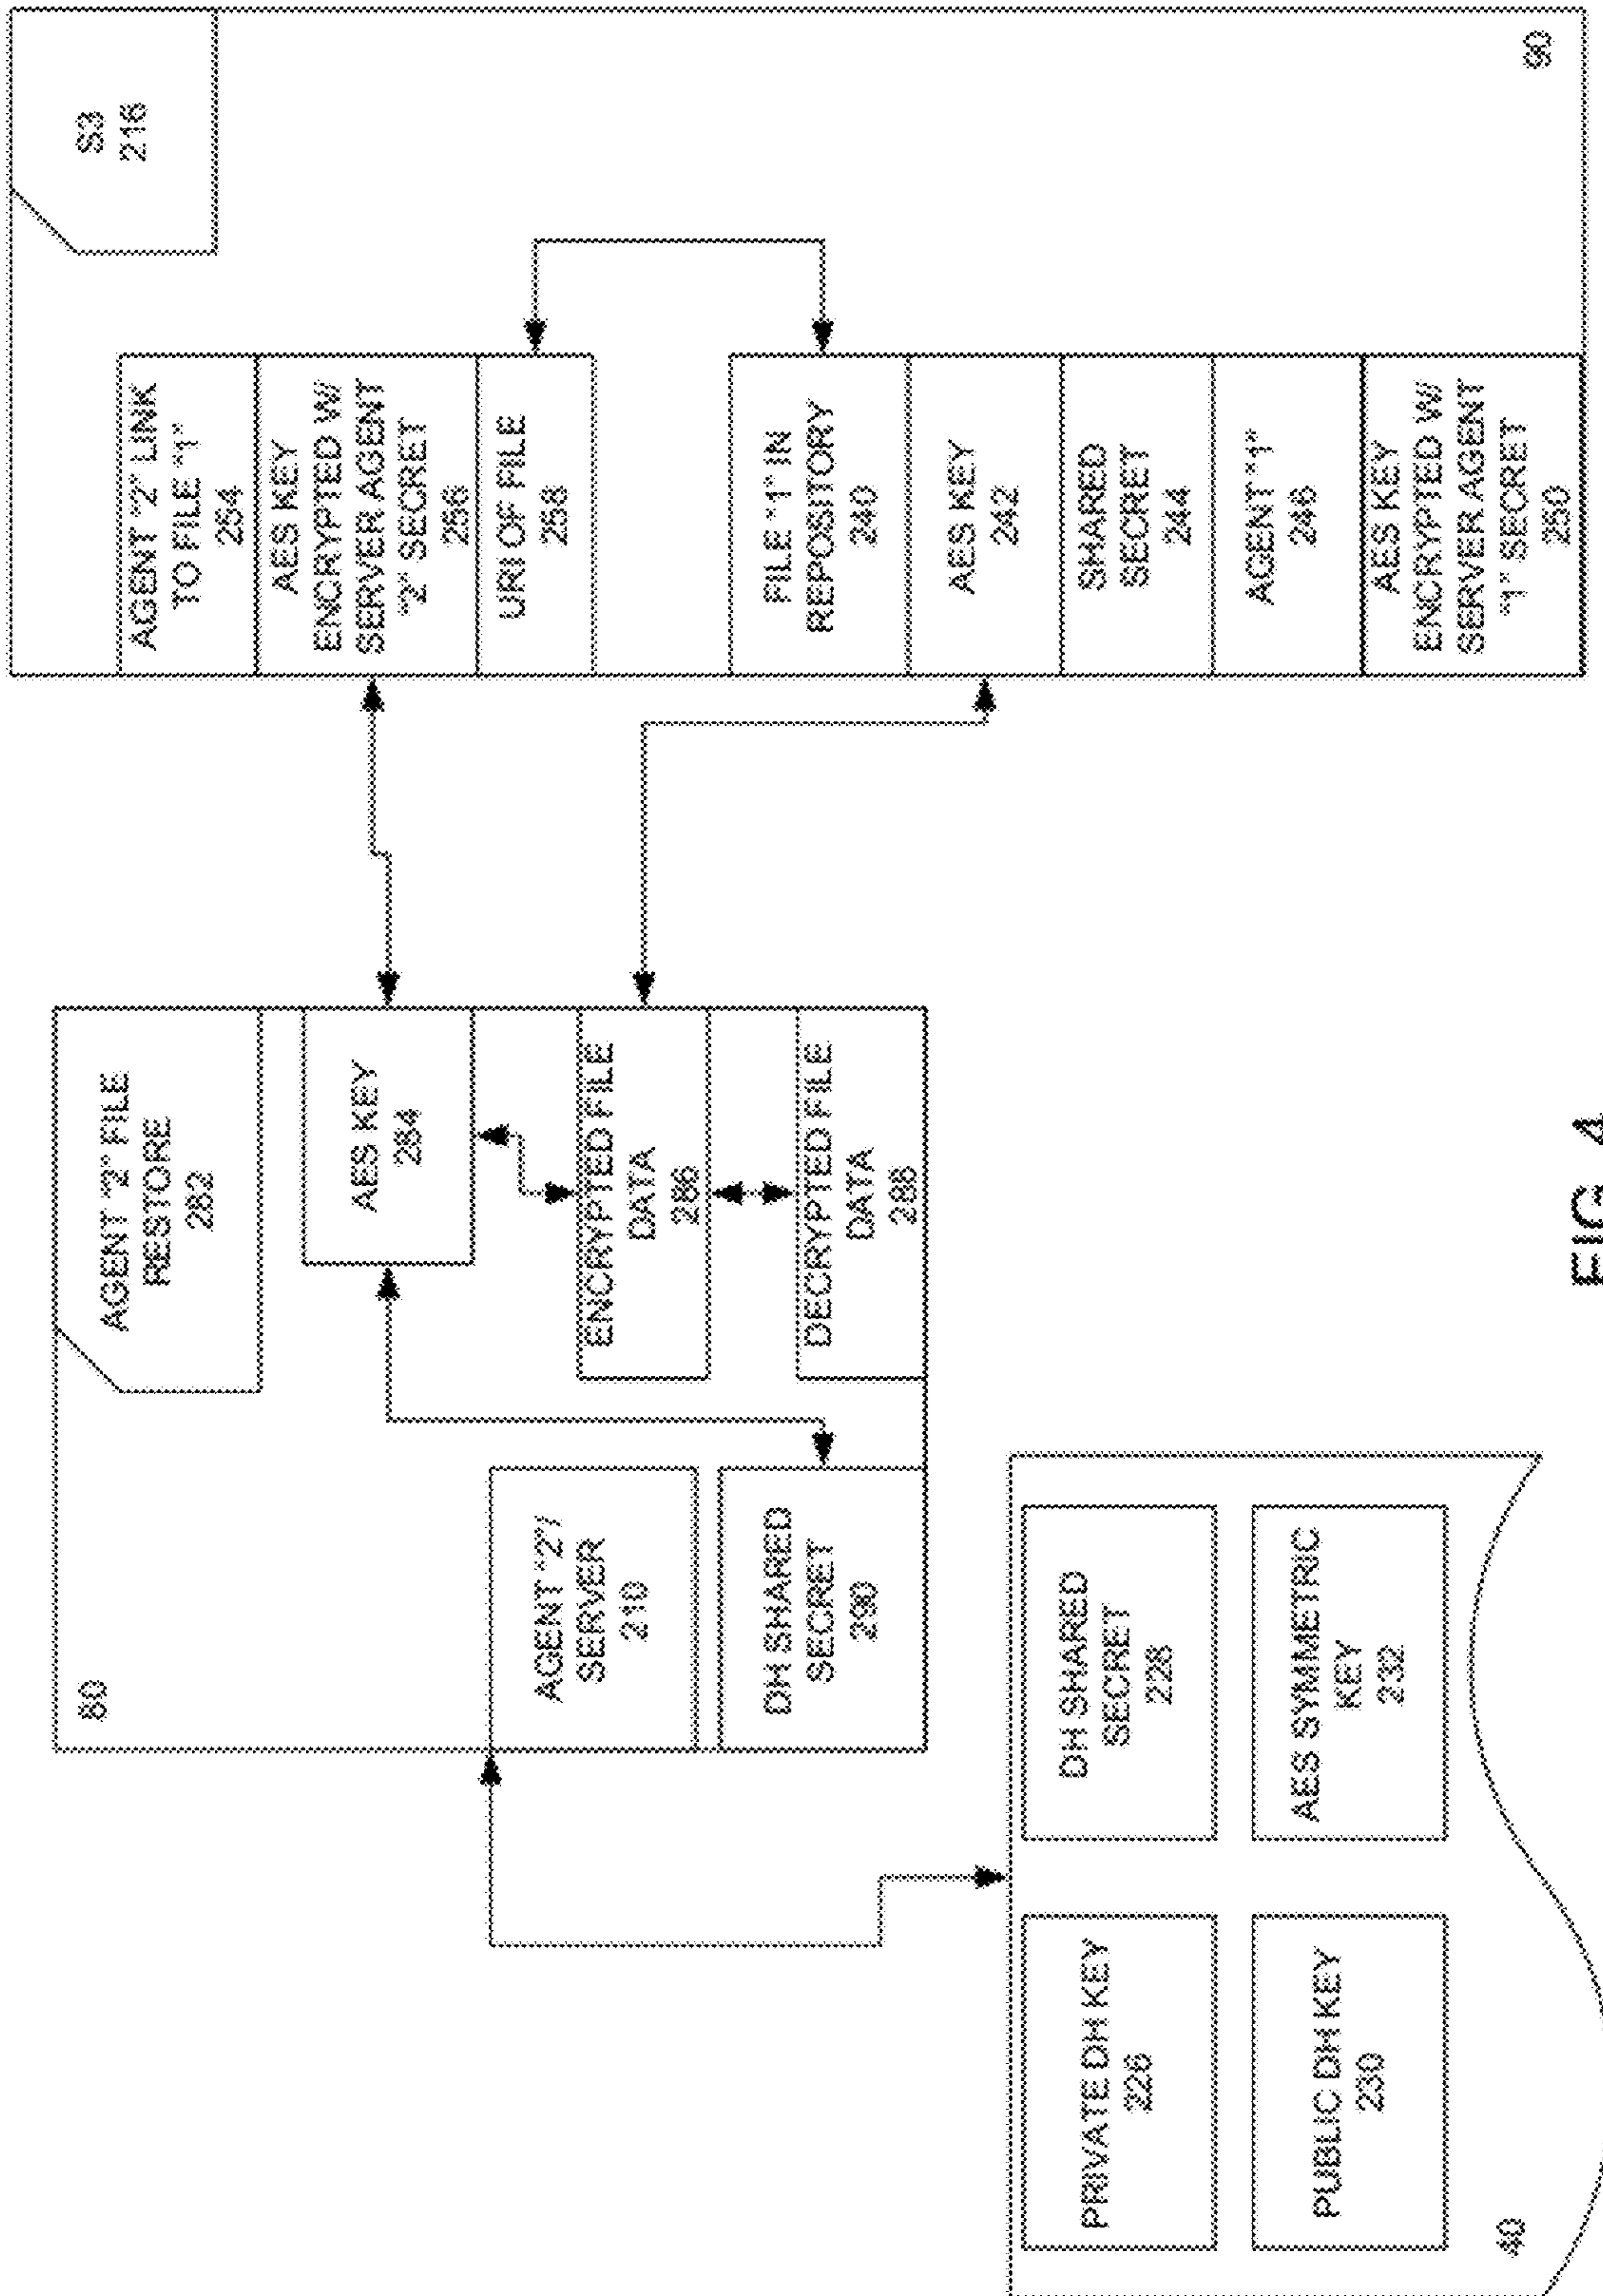 S3
216
AGENT "2" LINK
TO FILE "1"
254
AES KEY
ENCRYPTED W/
SERVER AGENT
"2" SECRET
256
URI OF FILE
258
FILE "1" IN
REPOSITORY
240
AES KEY
242
SHARED
SECRET
244
AGENT "1"
246
AES KEY
ENCRYPTED W/
SERVER AGENT
"1" SECRET
250
90
AGENT "2" FILE
RESTORE
282
AES KEY
284
ENCRYPTED FILE
DATA
286
DECRYPTED FILE
DATA
288
80
AGENT "2"/
SERVER
210
DH SHARED
SECRET
290
DH SHARED
SECRET
228
AES SYMMETRIC
KEY
232
PRIVATE DH KEY
226
PUBLIC DH KEY
230
40
FIG. 4